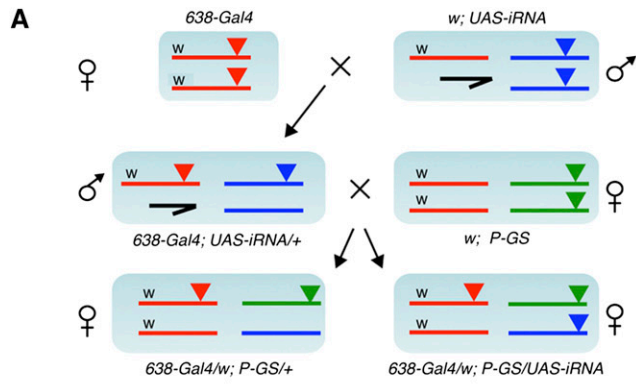 A
638-Gal4
w; UAS-iRNA
w
w
w
♀
×
♂
w
w
w
♂
×
♀
638-Gal4; UAS-iRNA/+
w; P-GS
w
w
w
w
♀
♀
638-Gal4/w; P-GS/+
638-Gal4/w; P-GS/UAS-iRNA